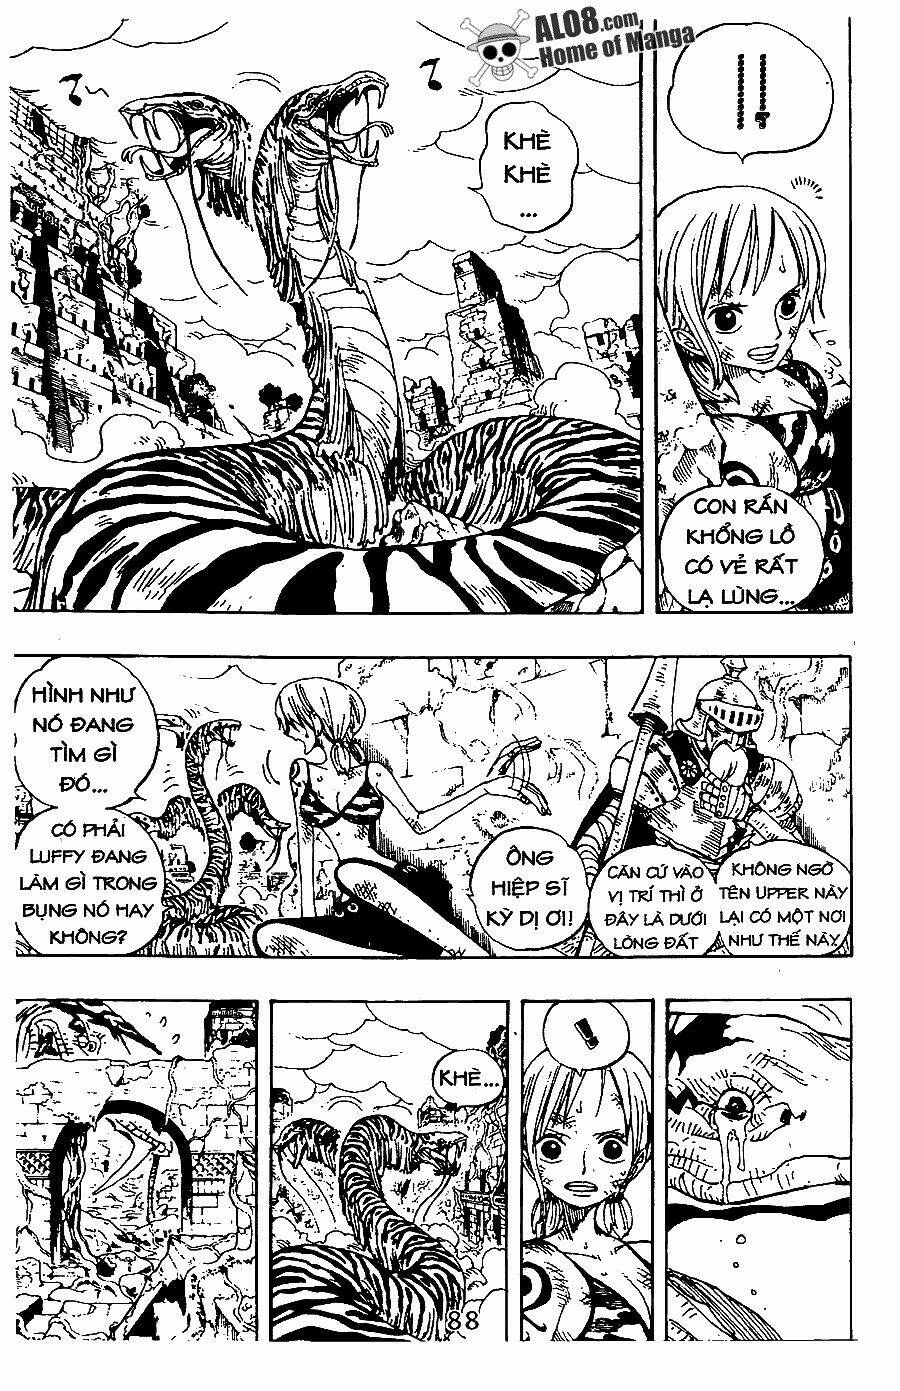 AL08.com
Home of Manga
!!
KHÈ
KHÈ
...
CON RẮN
KHỔNG LỒ
CÓ VẺ RẤT
LẠ LÙNG...
HÌNH NHƯ
NÓ ĐANG
TÌM GÌ
ĐÓ...
CÓ PHẢI
LUFFY ĐANG
LÀM GÌ TRONG
BỤNG NÓ HAY
KHÔNG?
ÔNG
HIỆP SĨ
KỲ DỊ ƠI!
CĂN CỨ VÀO
VỊ TRÍ THÌ Ở
ĐÂY LÀ DƯỚI
LÒNG ĐẤT
KHÔNG NGỜ
TÊN UPPER NÀY
LẠI CÓ MỘT NƠI
NHƯ THẾ NÀY
KHÈ...
!
88